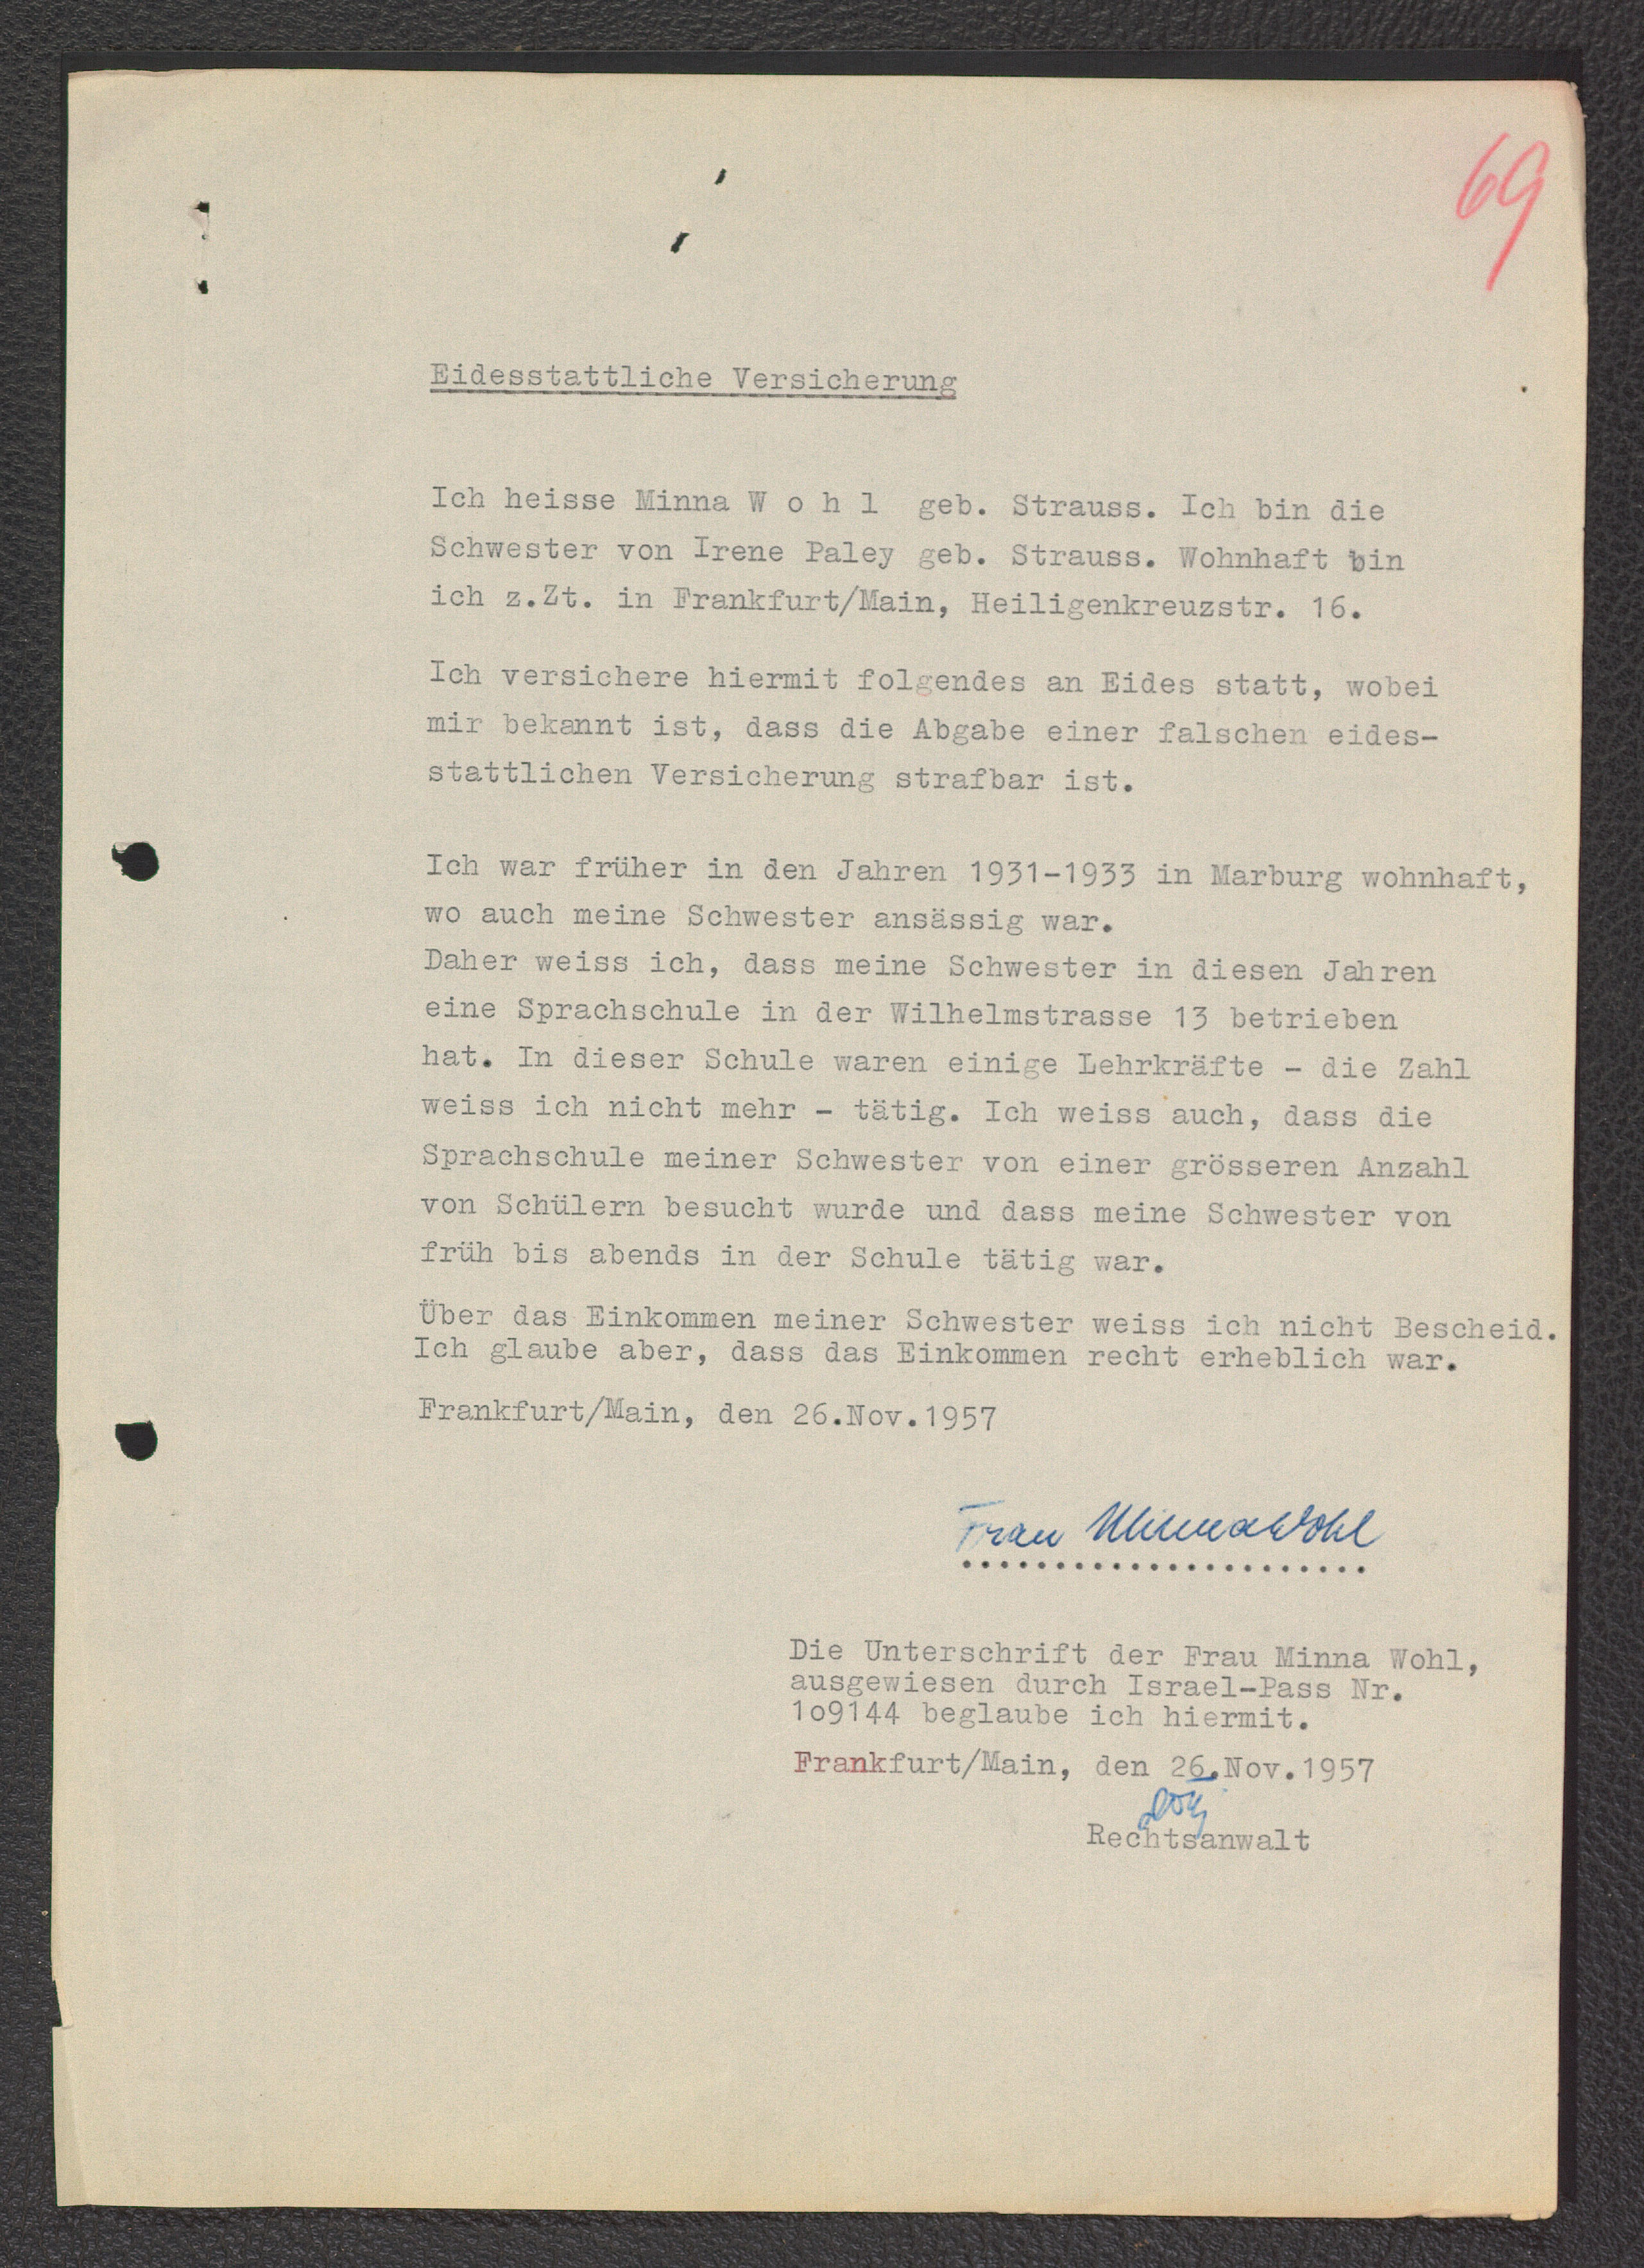 69
Eidesstattliche Versicherung
Ich heisse Minna W o h l geb. Strauss. Ich bin die
Schwester von Irene Paley geb. Strauss. Wohnhaft bin
ich z.Zt. in Frankfurt/Main, Heiligenkreuzstr. 16.
Ich versichere hiermit folgendes an Eides statt, wobei
mir bekannt ist, dass die Abgabe einer falschen eides-
stattlichen Versicherung strafbar ist.
Ich war früher in den Jahren 1931-1933 in Marburg wohnhaft,
wo auch meine Schwester ansässig war.
Daher weiss ich, dass meine Schwester in diesen Jahren
eine Sprachschule in der Wilhelmstrasse 13 betrieben
hat. In dieser Schule waren einige Lehrkräfte - die Zahl
weiss ich nicht mehr - tätig. Ich weiss auch, dass die
Sprachschule meiner Schwester von einer grösseren Anzahl
von Schülern besucht wurde und dass meine Schwester von
früh bis abends in der Schule tätig war.
Über das Einkommen meiner Schwester weiss ich nicht Bescheid.
Ich glaube aber, dass das Einkommen recht erheblich war.
Frankfurt/Main, den 26.Nov.1957
Frau Minna Wohl
......................
Die Unterschrift der Frau Minna Wohl,
ausgewiesen durch Israel-Pass Nr.
1o9144 beglaube ich hiermit.
Frankfurt/Main, den 26.Nov.1957
Rechtsanwalt